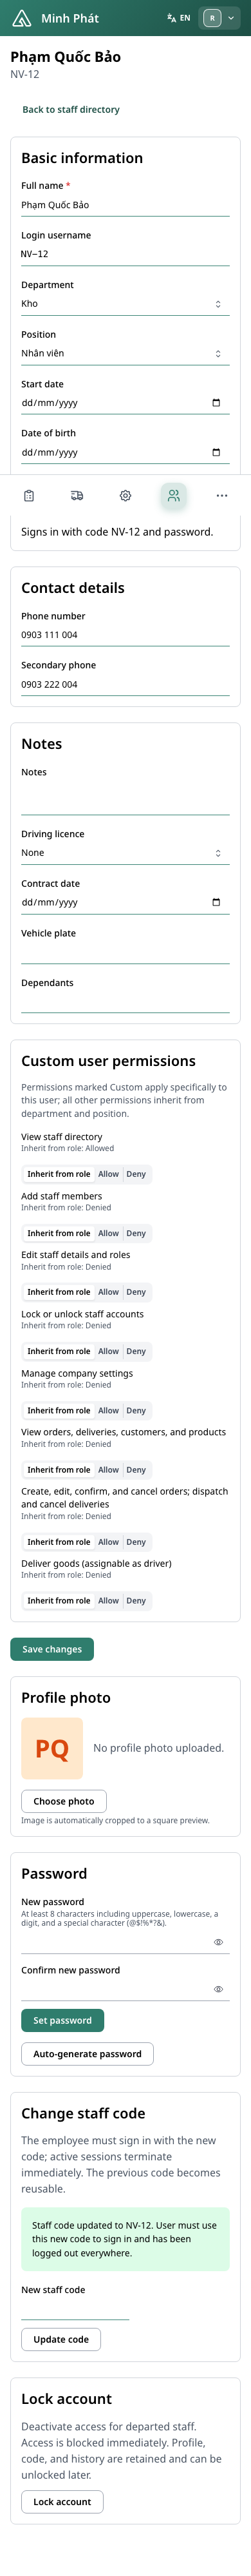 Minh Phát
EN
R
Phạm Quốc Bảo
NV-12
Back to staff directory
Basic information
Full name *
Phạm Quốc Bảo
Login username
NV-12
Department
Kho
Position
Nhân viên
Start date
dd/mm/yyyy
Date of birth
dd/mm/yyyy
Signs in with code NV-12 and password.
Contact details
Phone number
0903 111 004
Secondary phone
0903 222 004
Notes
Notes
Driving licence
None
Contract date
dd/mm/yyyy
Vehicle plate
Dependants
Custom user permissions
Permissions marked Custom apply specifically to
this user; all other permissions inherit from
department and position.
View staff directory
Inherit from role: Allowed
Inherit from role Allow Deny
Add staff members
Inherit from role: Denied
Inherit from role Allow Deny
Edit staff details and roles
Inherit from role: Denied
Inherit from role Allow Deny
Lock or unlock staff accounts
Inherit from role: Denied
Inherit from role Allow Deny
Manage company settings
Inherit from role: Denied
Inherit from role Allow Deny
View orders, deliveries, customers, and products
Inherit from role: Denied
Inherit from role Allow Deny
Create, edit, confirm, and cancel orders; dispatch
and cancel deliveries
Inherit from role: Denied
Inherit from role Allow Deny
Deliver goods (assignable as driver)
Inherit from role: Denied
Inherit from role Allow Deny
Save changes
Profile photo
PQ
No profile photo uploaded.
Choose photo
Image is automatically cropped to a square preview.
Password
New password
At least 8 characters including uppercase, lowercase, a
digit, and a special character (@$!%*?&).
Confirm new password
Set password
Auto-generate password
Change staff code
The employee must sign in with the new
code; active sessions terminate
immediately. The previous code becomes
reusable.
Staff code updated to NV-12. User must use
this new code to sign in and has been
logged out everywhere.
New staff code
Update code
Lock account
Deactivate access for departed staff.
Access is blocked immediately. Profile,
code, and history are retained and can be
unlocked later.
Lock account